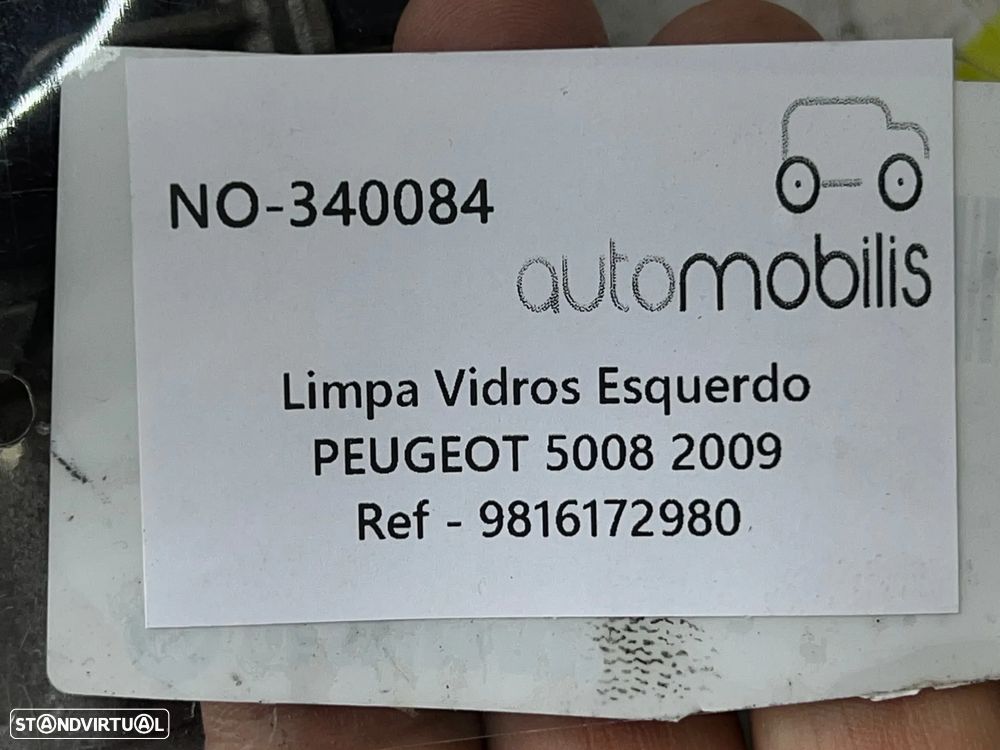 NO-340084
automobilis
Limpa Vidros Esquerdo
PEUGEOT 5008 2009
Ref - 9816172980
STANDVIRTUAL